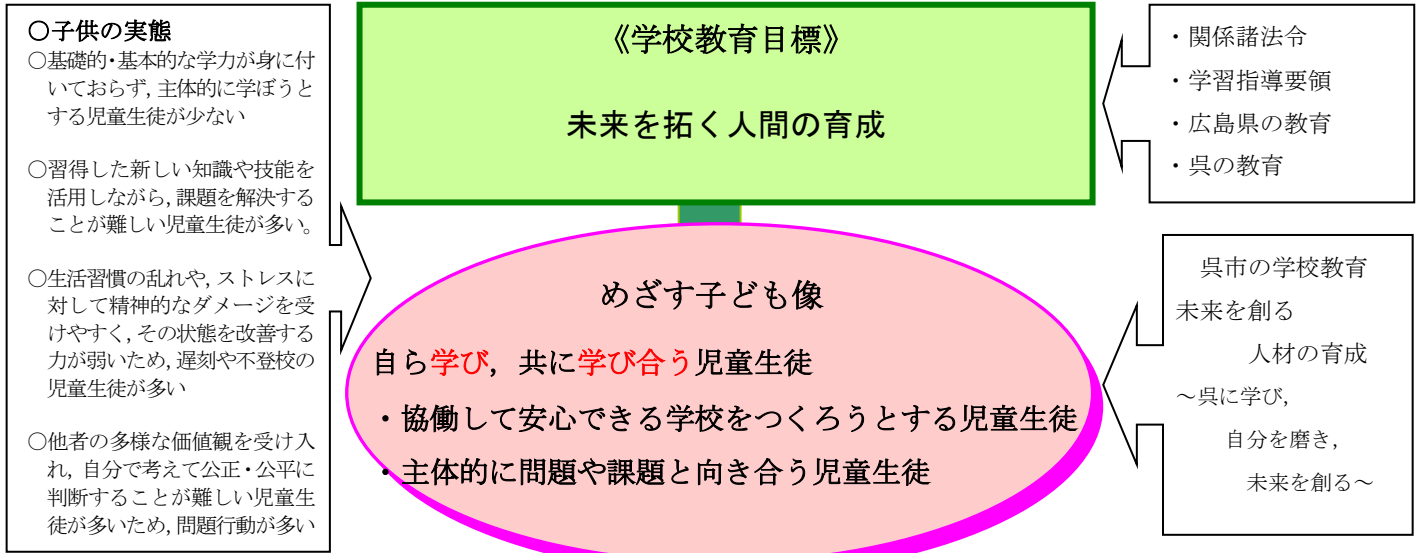 〇子供の実態
〇基礎的・基本的な学力が身に付
いておらず,主体的に学ぼうと
する児童生徒が少ない
〇習得した新しい知識や技能を
活用しながら,課題を解決する
ことが難しい児童生徒が多い。
〇生活習慣の乱れや,ストレスに
対して精神的なダメージを受
けやすく,その状態を改善する
力が弱いため,遅刻や不登校の
児童生徒が多い
〇他者の多様な価値観を受け入
れ,自分で考えて公正・公平に
判断することが難しい児童生
徒が多いため,問題行動が多い
《学校教育目標》
未来を拓く人間の育成
めざす子ども像
自ら学び,共に学び合う児童生徒
・協働して安心できる学校をつくろうとする児童生徒
・主体的に問題や課題と向き合う児童生徒
・関係諸法令
・学習指導要領
・広島県の教育
・呉の教育
呉市の学校教育
未来を創る
人材の育成
～呉に学び,
自分を磨き,
未来を創る～